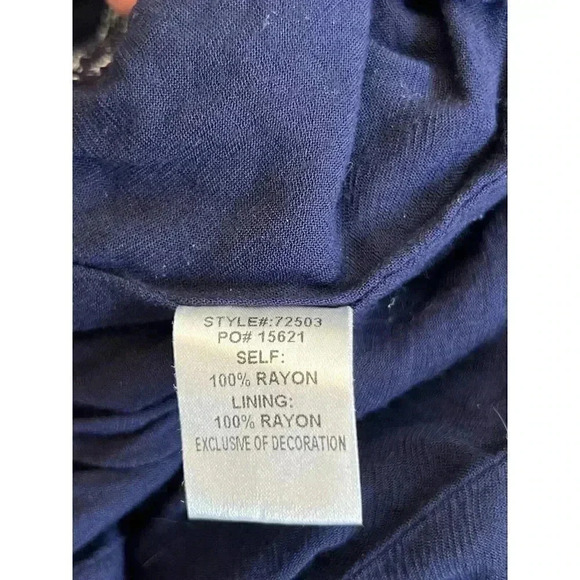 STYLE#:72503
PO# 15621
SELF:
100% RAYON
LINING:
100% RAYON
EXCLUSIVE OF DECORATION